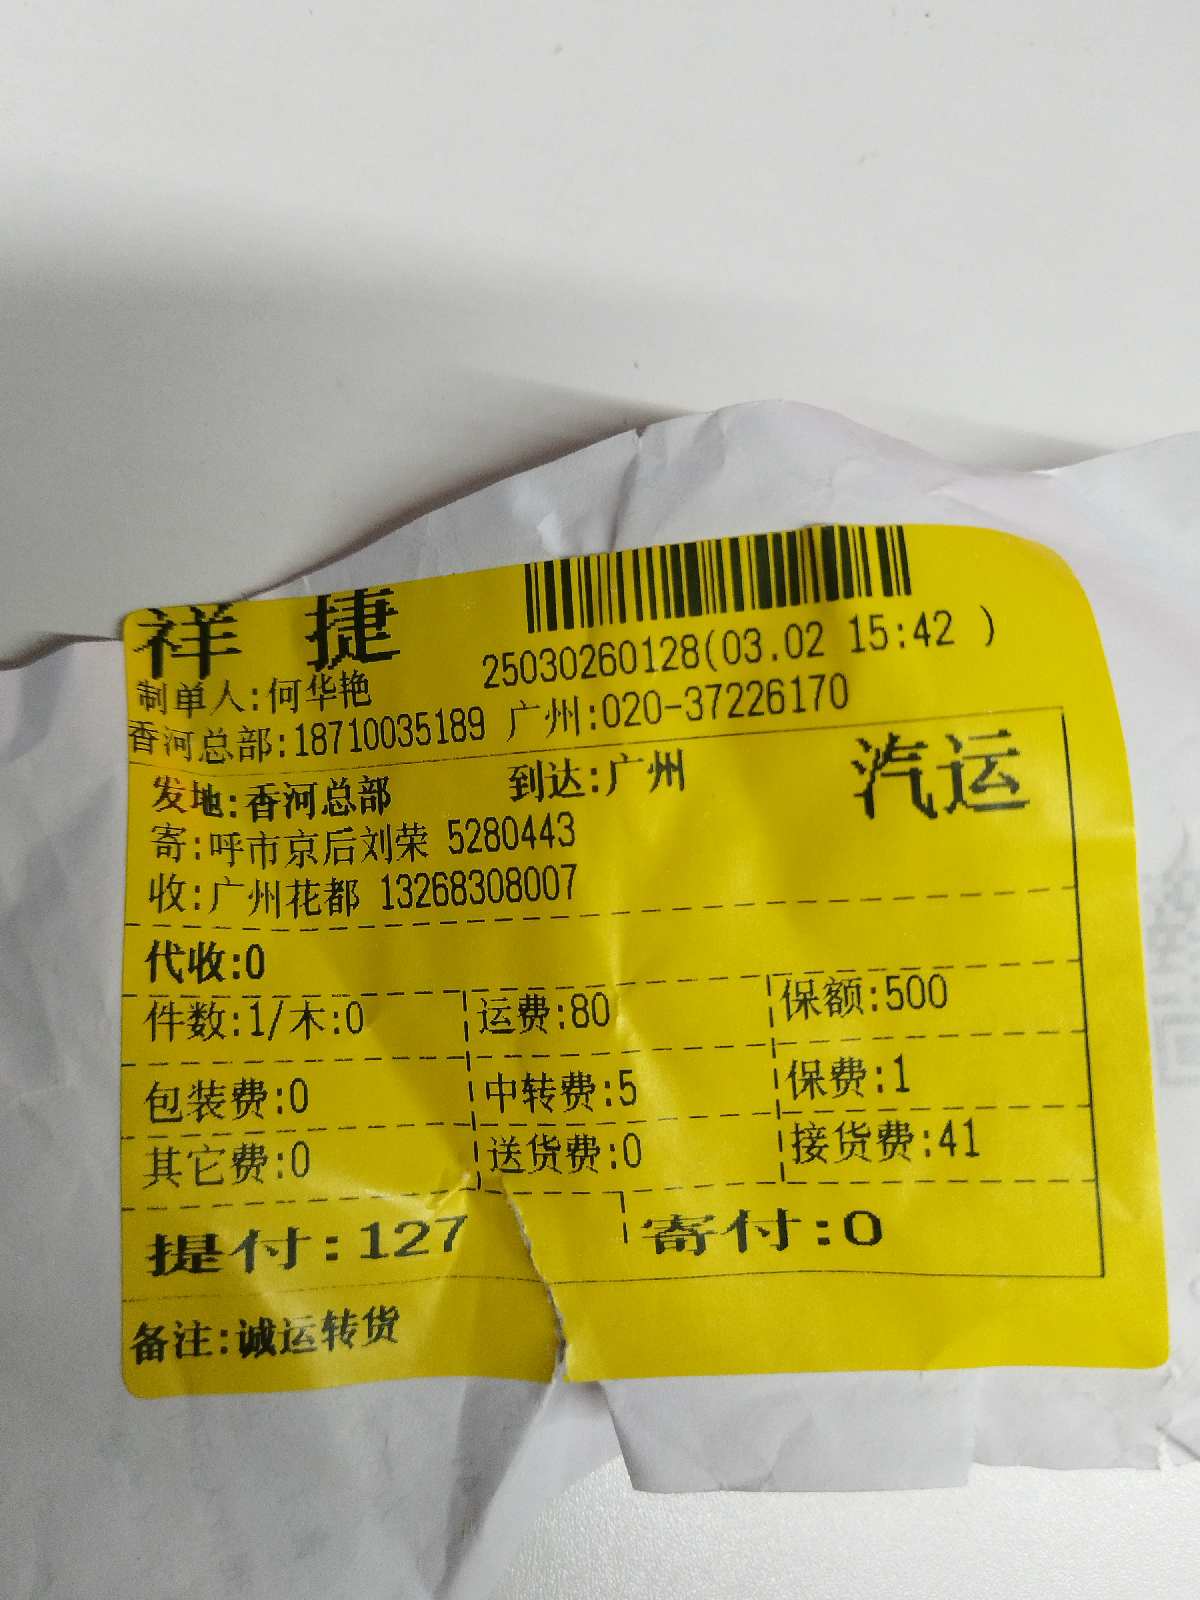 祥 捷
25030260128(03.02 15:42 )
制单人:何华艳
香河总部:18710035189 广州:020-37226170
发地:香河总部 到达:广州 汽运
寄:呼市京后刘荣 5280443
收:广州花都 13268308007
代收:0
件数:1/木:0 运费:80 保额:500
包装费:0 中转费:5 保费:1
其它费:0 送货费:0 接货费:41
提付:127 寄付:0
备注:诚运转货